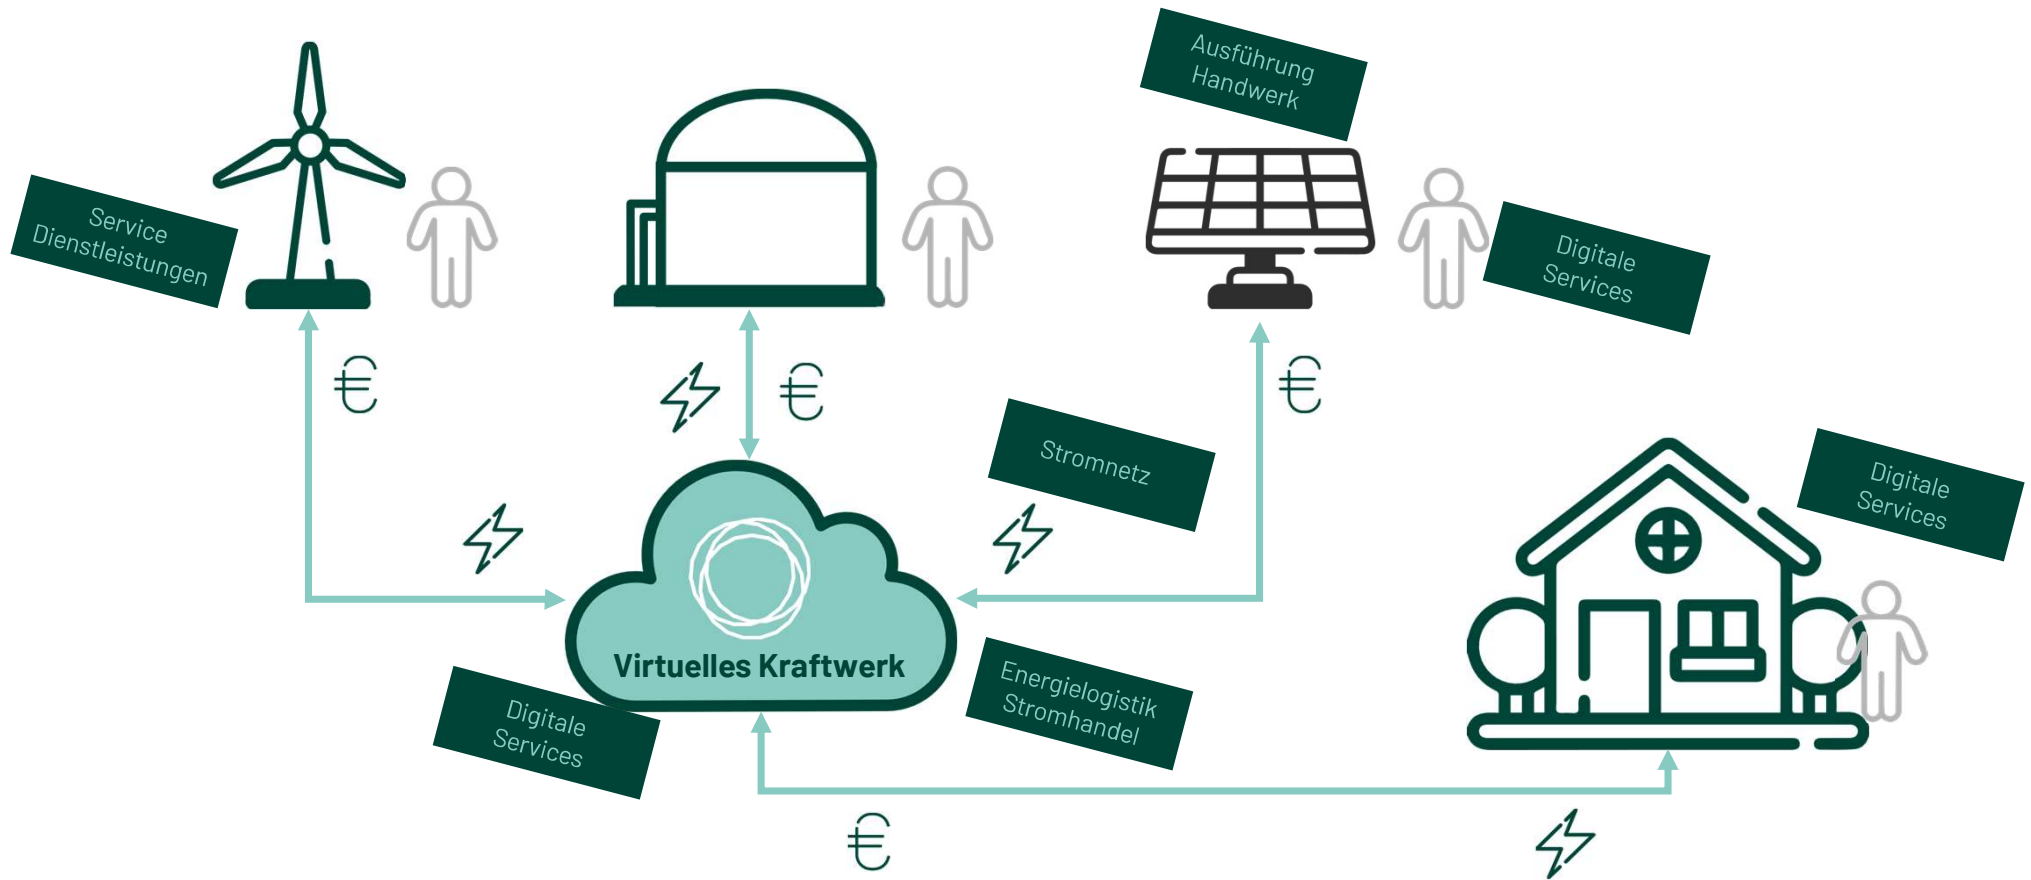 Ausführung
Handwerk
Service
Dienstleistungen
Digitale
Services
€
€
€
Stromnetz
Digitale
Services
Virtuelles Kraftwerk
Energielogistik
Stromhandel
Digitale
Services
€